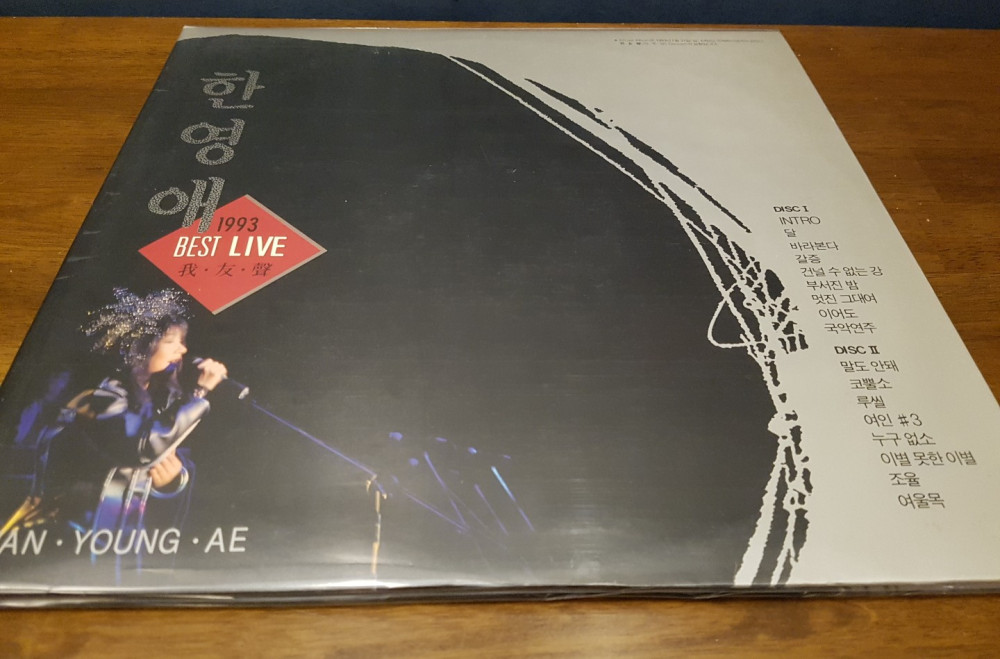 한
영
애
1993
BEST LIVE
我·友·聲
AN·YOUNG·AE
DISC I
INTRO
달
바라본다
갈증
건널 수 없는 강
부서진 밤
멋진 그대여
이어도
국악연주
DISC II
말도 안돼
코뿔소
루씰
여인 #3
누구 없소
이별 못한 이별
조율
여울목